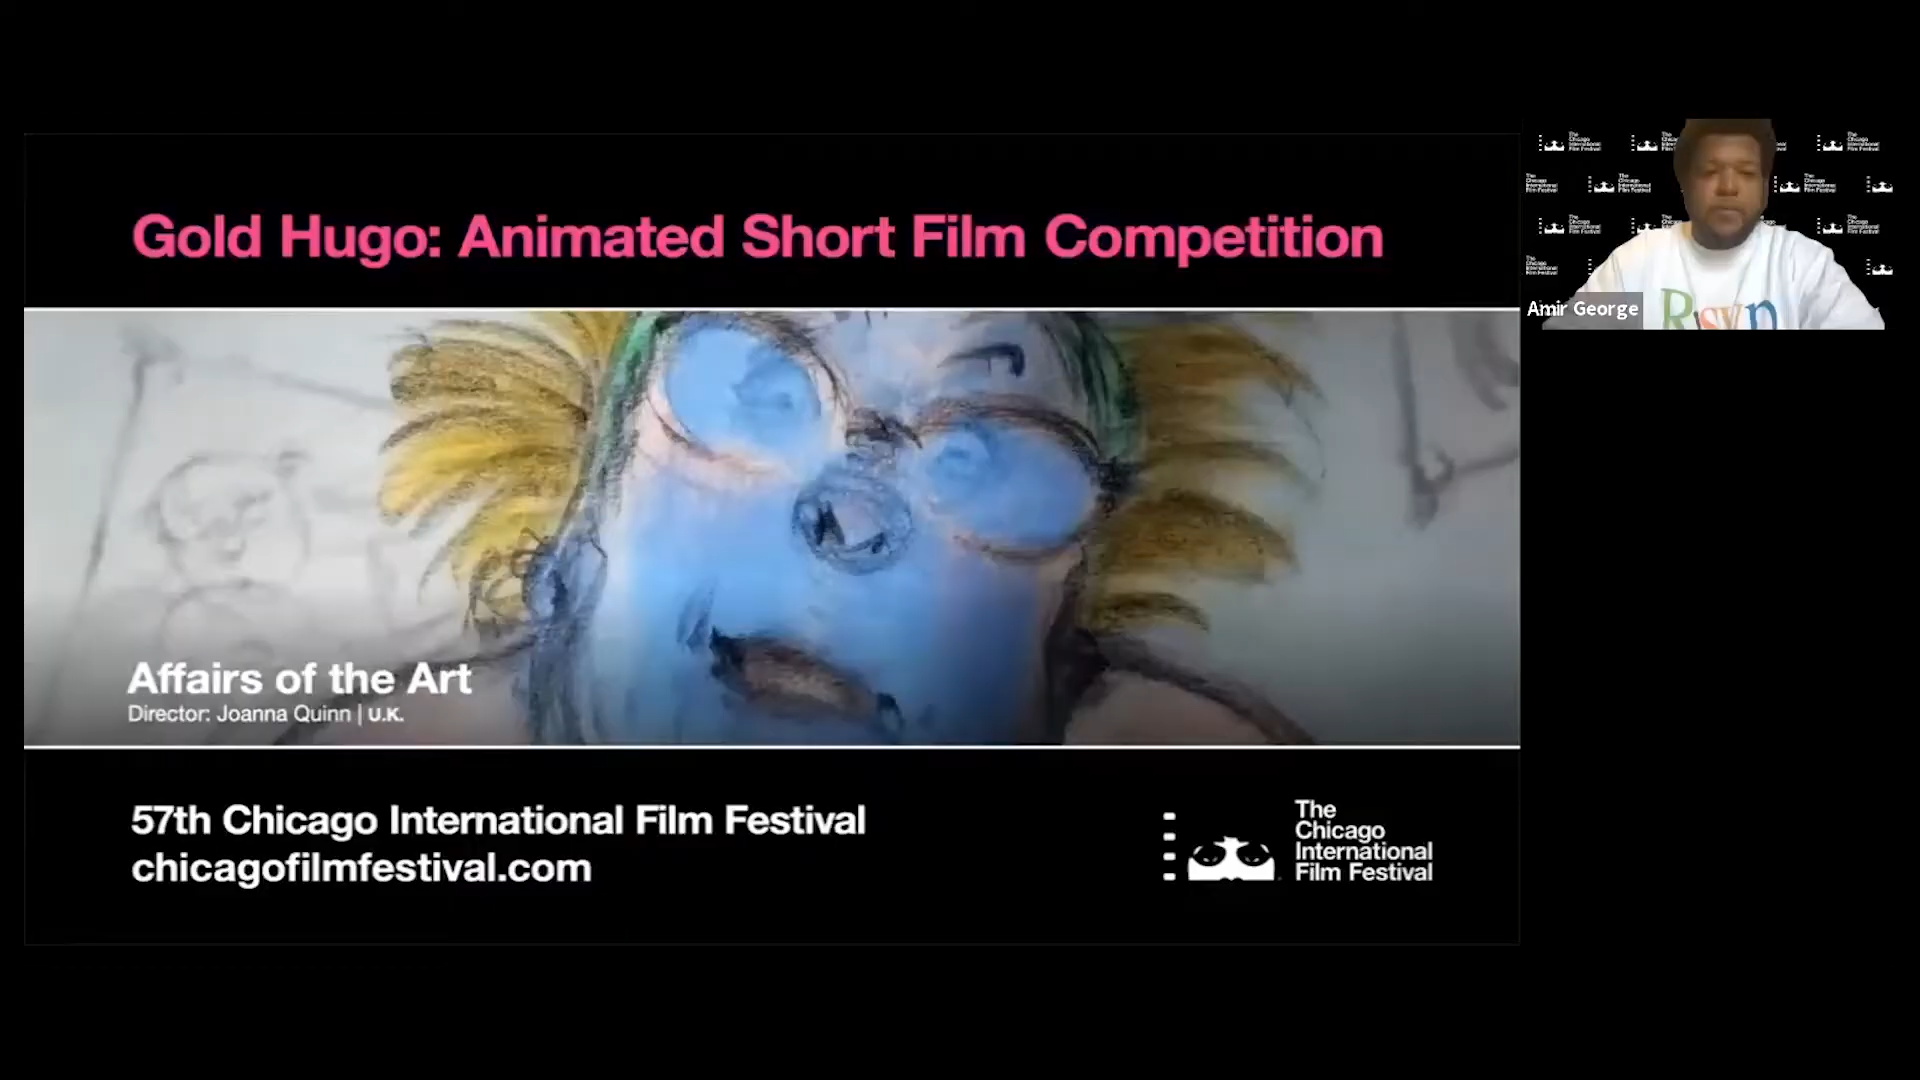 Gold Hugo: Animated Short Film Competition
Affairs of the Art
Director: Joanna Quinn | U.K.
57th Chicago International Film Festival
chicagofilmfestival.com
The
Chicago
International
Film Festival
Amir George